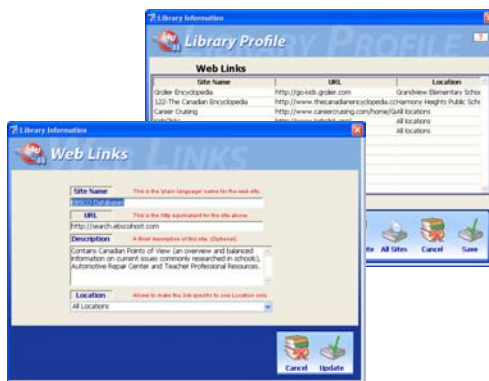 Library Information
Library Profile
Web Links
Site Name URL Location
Grolier Encyclopedia http://go-kids.grolier.com Grandview Elementary Schoo
122-The Canadian Encyclopedia http://www.thecanadianencyclopedia.co Harmony Heights Public Scho
Career Cruising http://www.careercruising.com/home/G All locations
All locations
All locations
All Sites Cancel Save
Library Information
Web Links
Site Name This is the 'plain language' name for the web site.
EBSCO Databases
URL This is the http equivalent for the site above.
http://search.ebscohost.com
Description A Brief description of this site. (Optional)
Contains Canadian Points of View (an overview and balanced
information on current issues commonly researched in schools),
Automotive Repair Center and Teacher Professional Resources.
Location Allows to make the link specific to one Location only
All Locations
Cancel Update